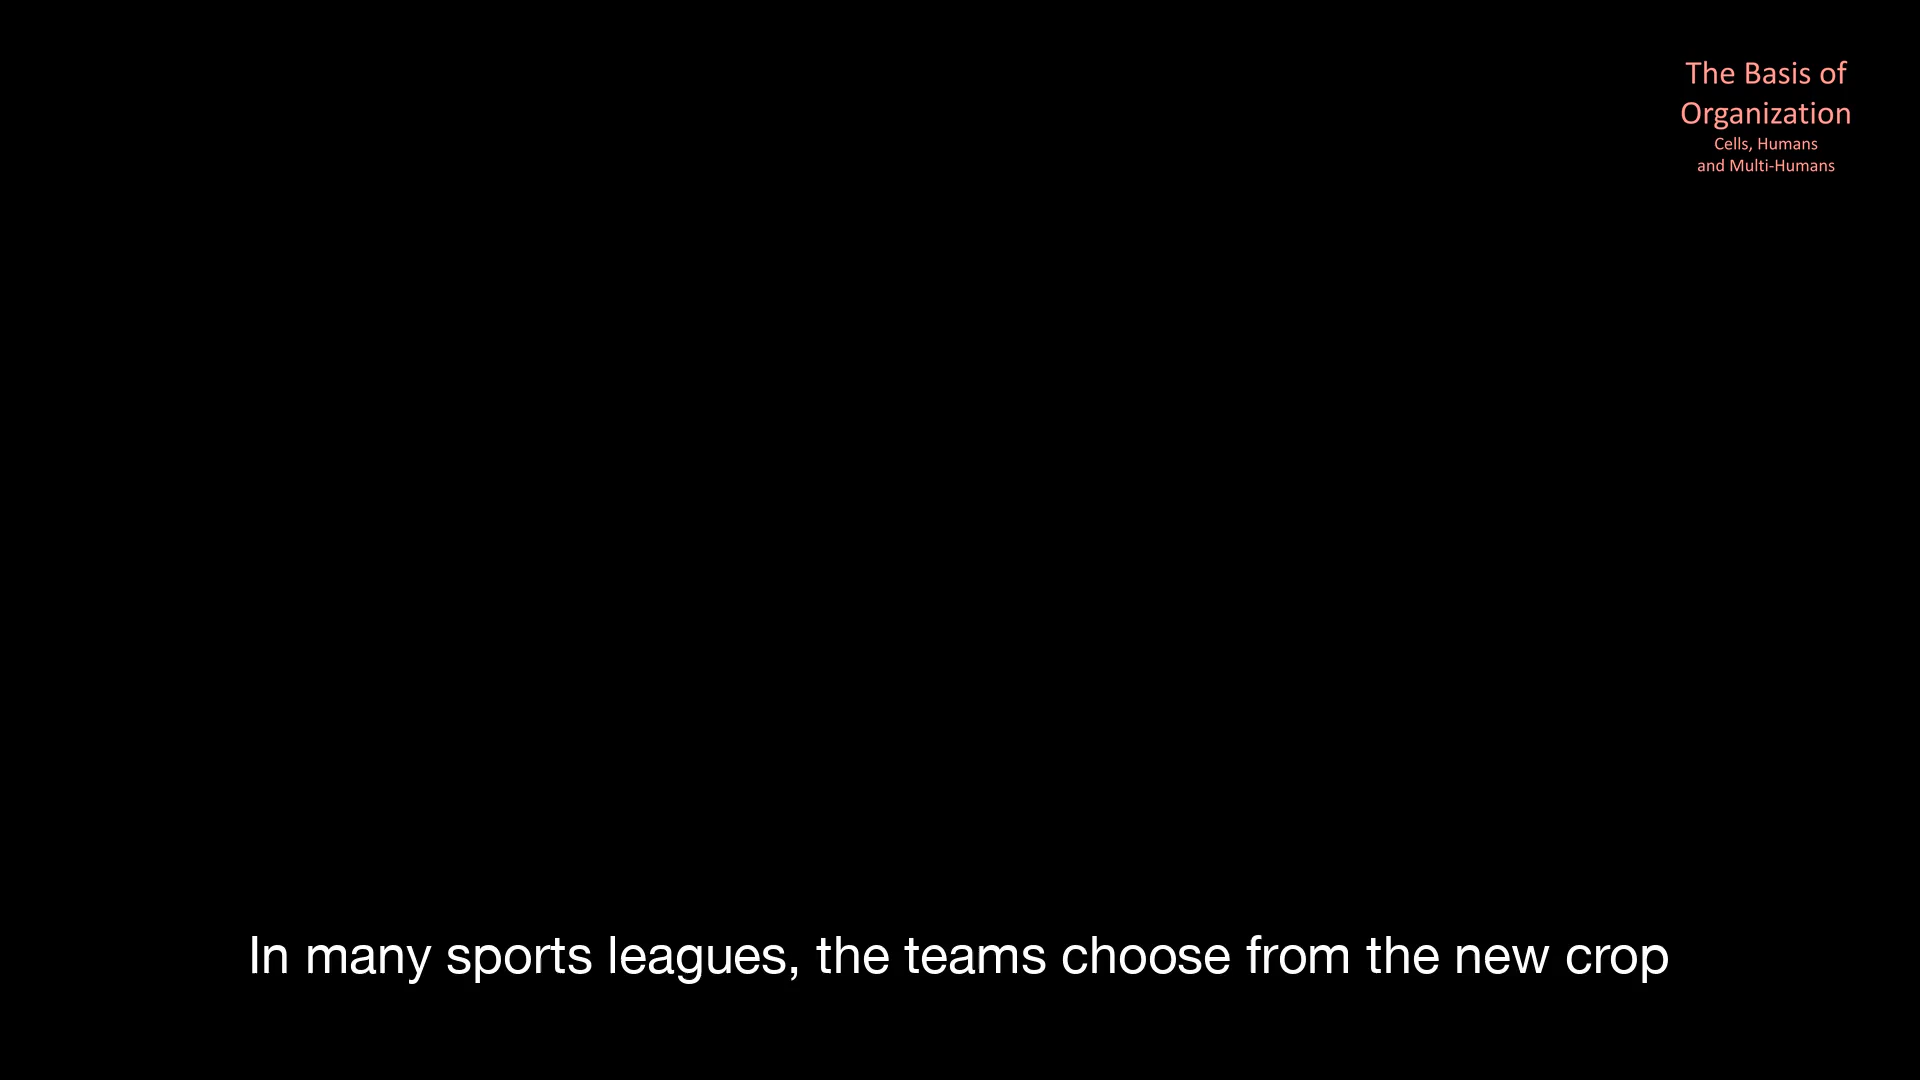 The Basis of
Organization
Cells, Humans
and Multi-Humans
In many sports leagues, the teams choose from the new crop